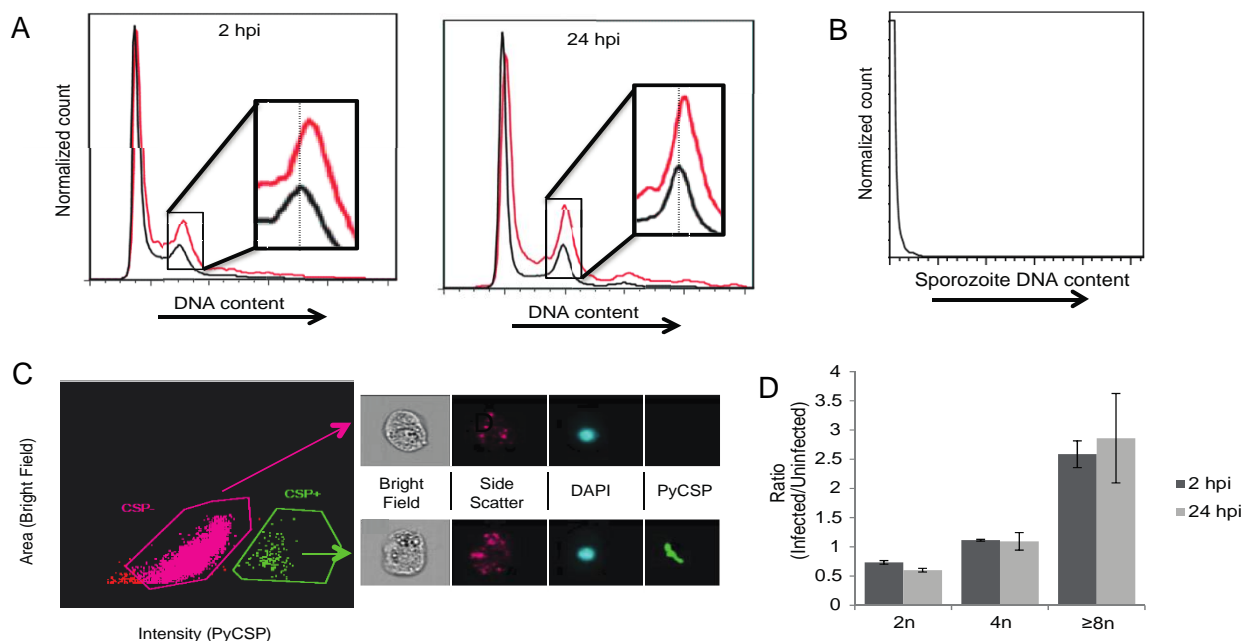 A
2 hpi
Normalized count
DNA content
24 hpi
DNA content
B
Normalized count
Sporozoite DNA content
C
Area (Bright Field)
CSP-
CSP+
Intensity (PyCSP)
D
Bright Field
Side Scatter
DAPI
PyCSP
D
Ratio
(Infected/Uninfected)
4
3.5
3
2.5
2
1.5
1
0.5
0
2n
4n
≥8n
2 hpi
24 hpi